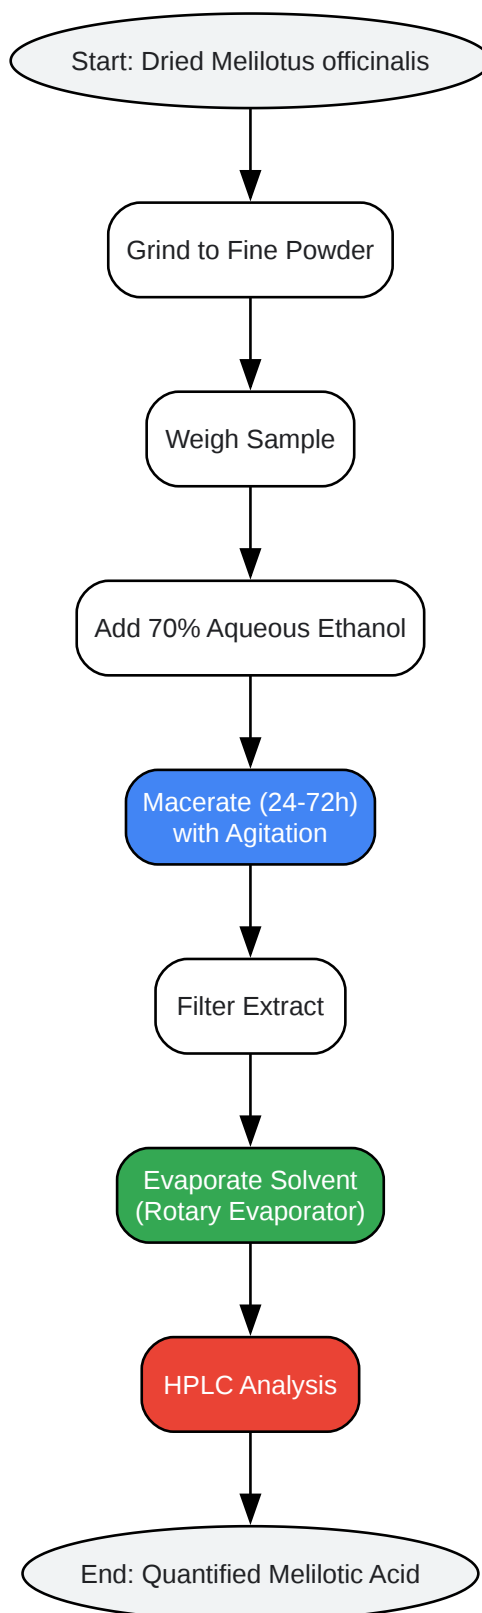 Start: Dried Melilotus officinalis
Grind to Fine Powder
Weigh Sample
Add 70% Aqueous Ethanol
Macerate (24-72h)
with Agitation
Filter Extract
Evaporate Solvent
(Rotary Evaporator)
HPLC Analysis
End: Quantified Melilotic Acid